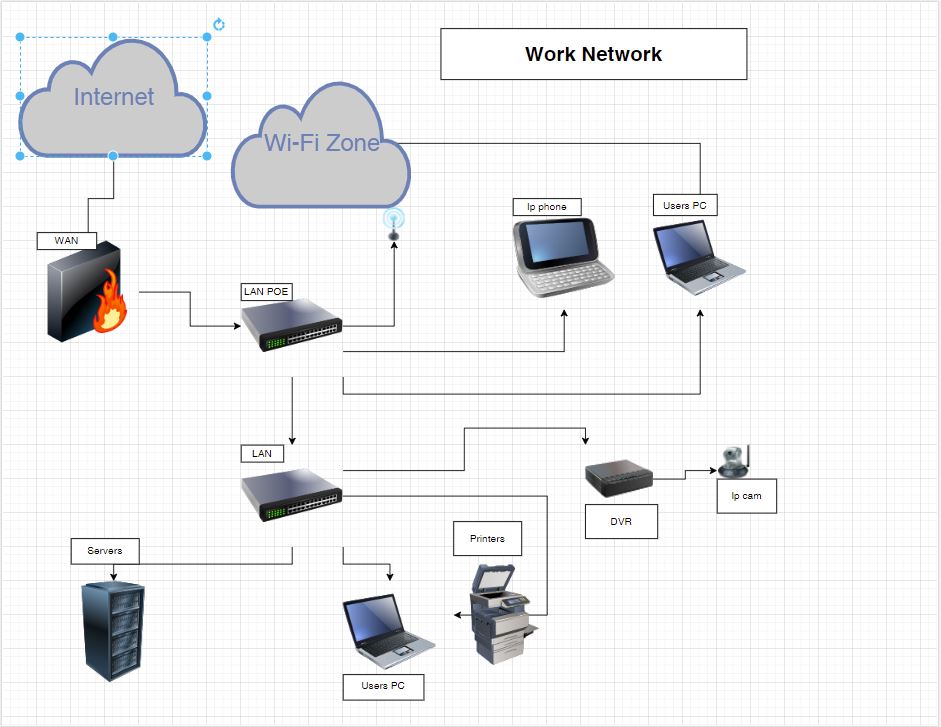 Work Network
Internet
Wi-Fi Zone
Ip phone
Users PC
WAN
LAN POE
LAN
Ip cam
DVR
Printers
Servers
Users PC